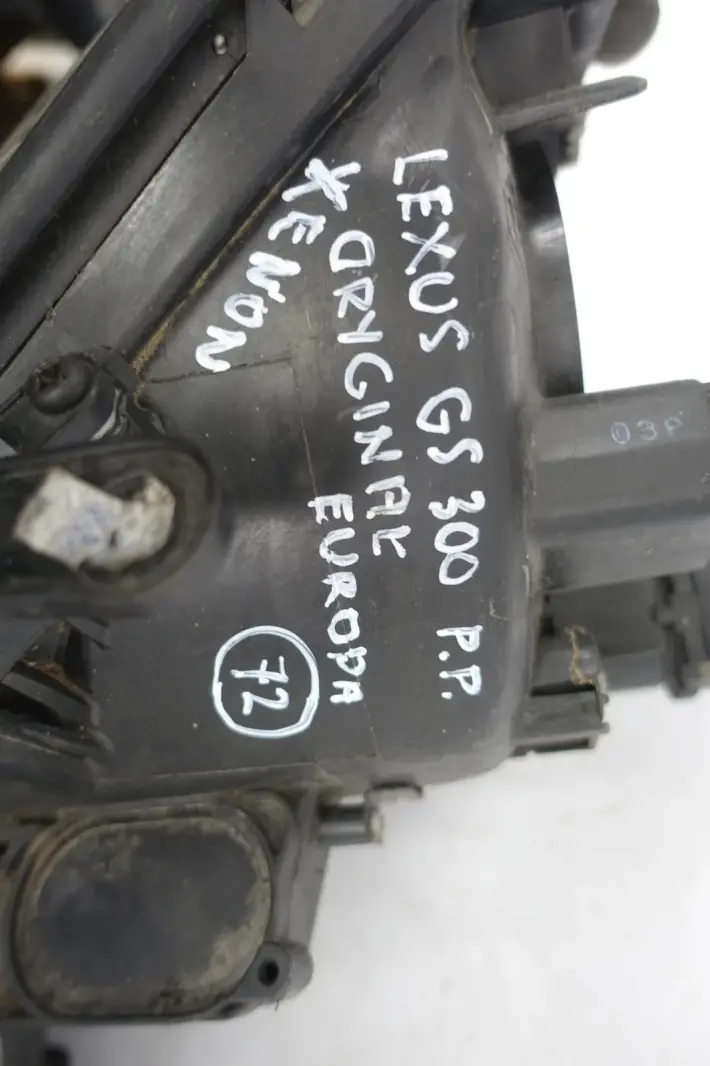 LEXUS GS 300 P.P.
ORYGINAŁ
EUROPA
XENON
72
03P